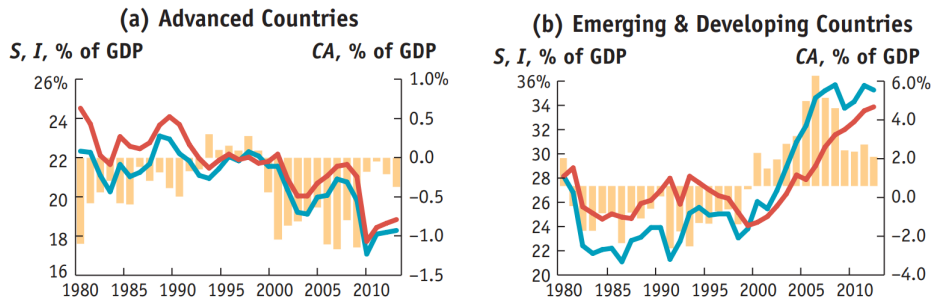 (a) Advanced Countries
S, I, % of GDP CA, % of GDP
26% 1.0%
24 0.5
22 0.0
20 −0.5
18 −1.0
16 −1.5
1980 1985 1990 1995 2000 2005 2010
(b) Emerging & Developing Countries
S, I, % of GDP CA, % of GDP
36% 6.0%
34 4.0
32
30 2.0
28
26 0.0
24 −2.0
22
20 −4.0
1980 1985 1990 1995 2000 2005 2010